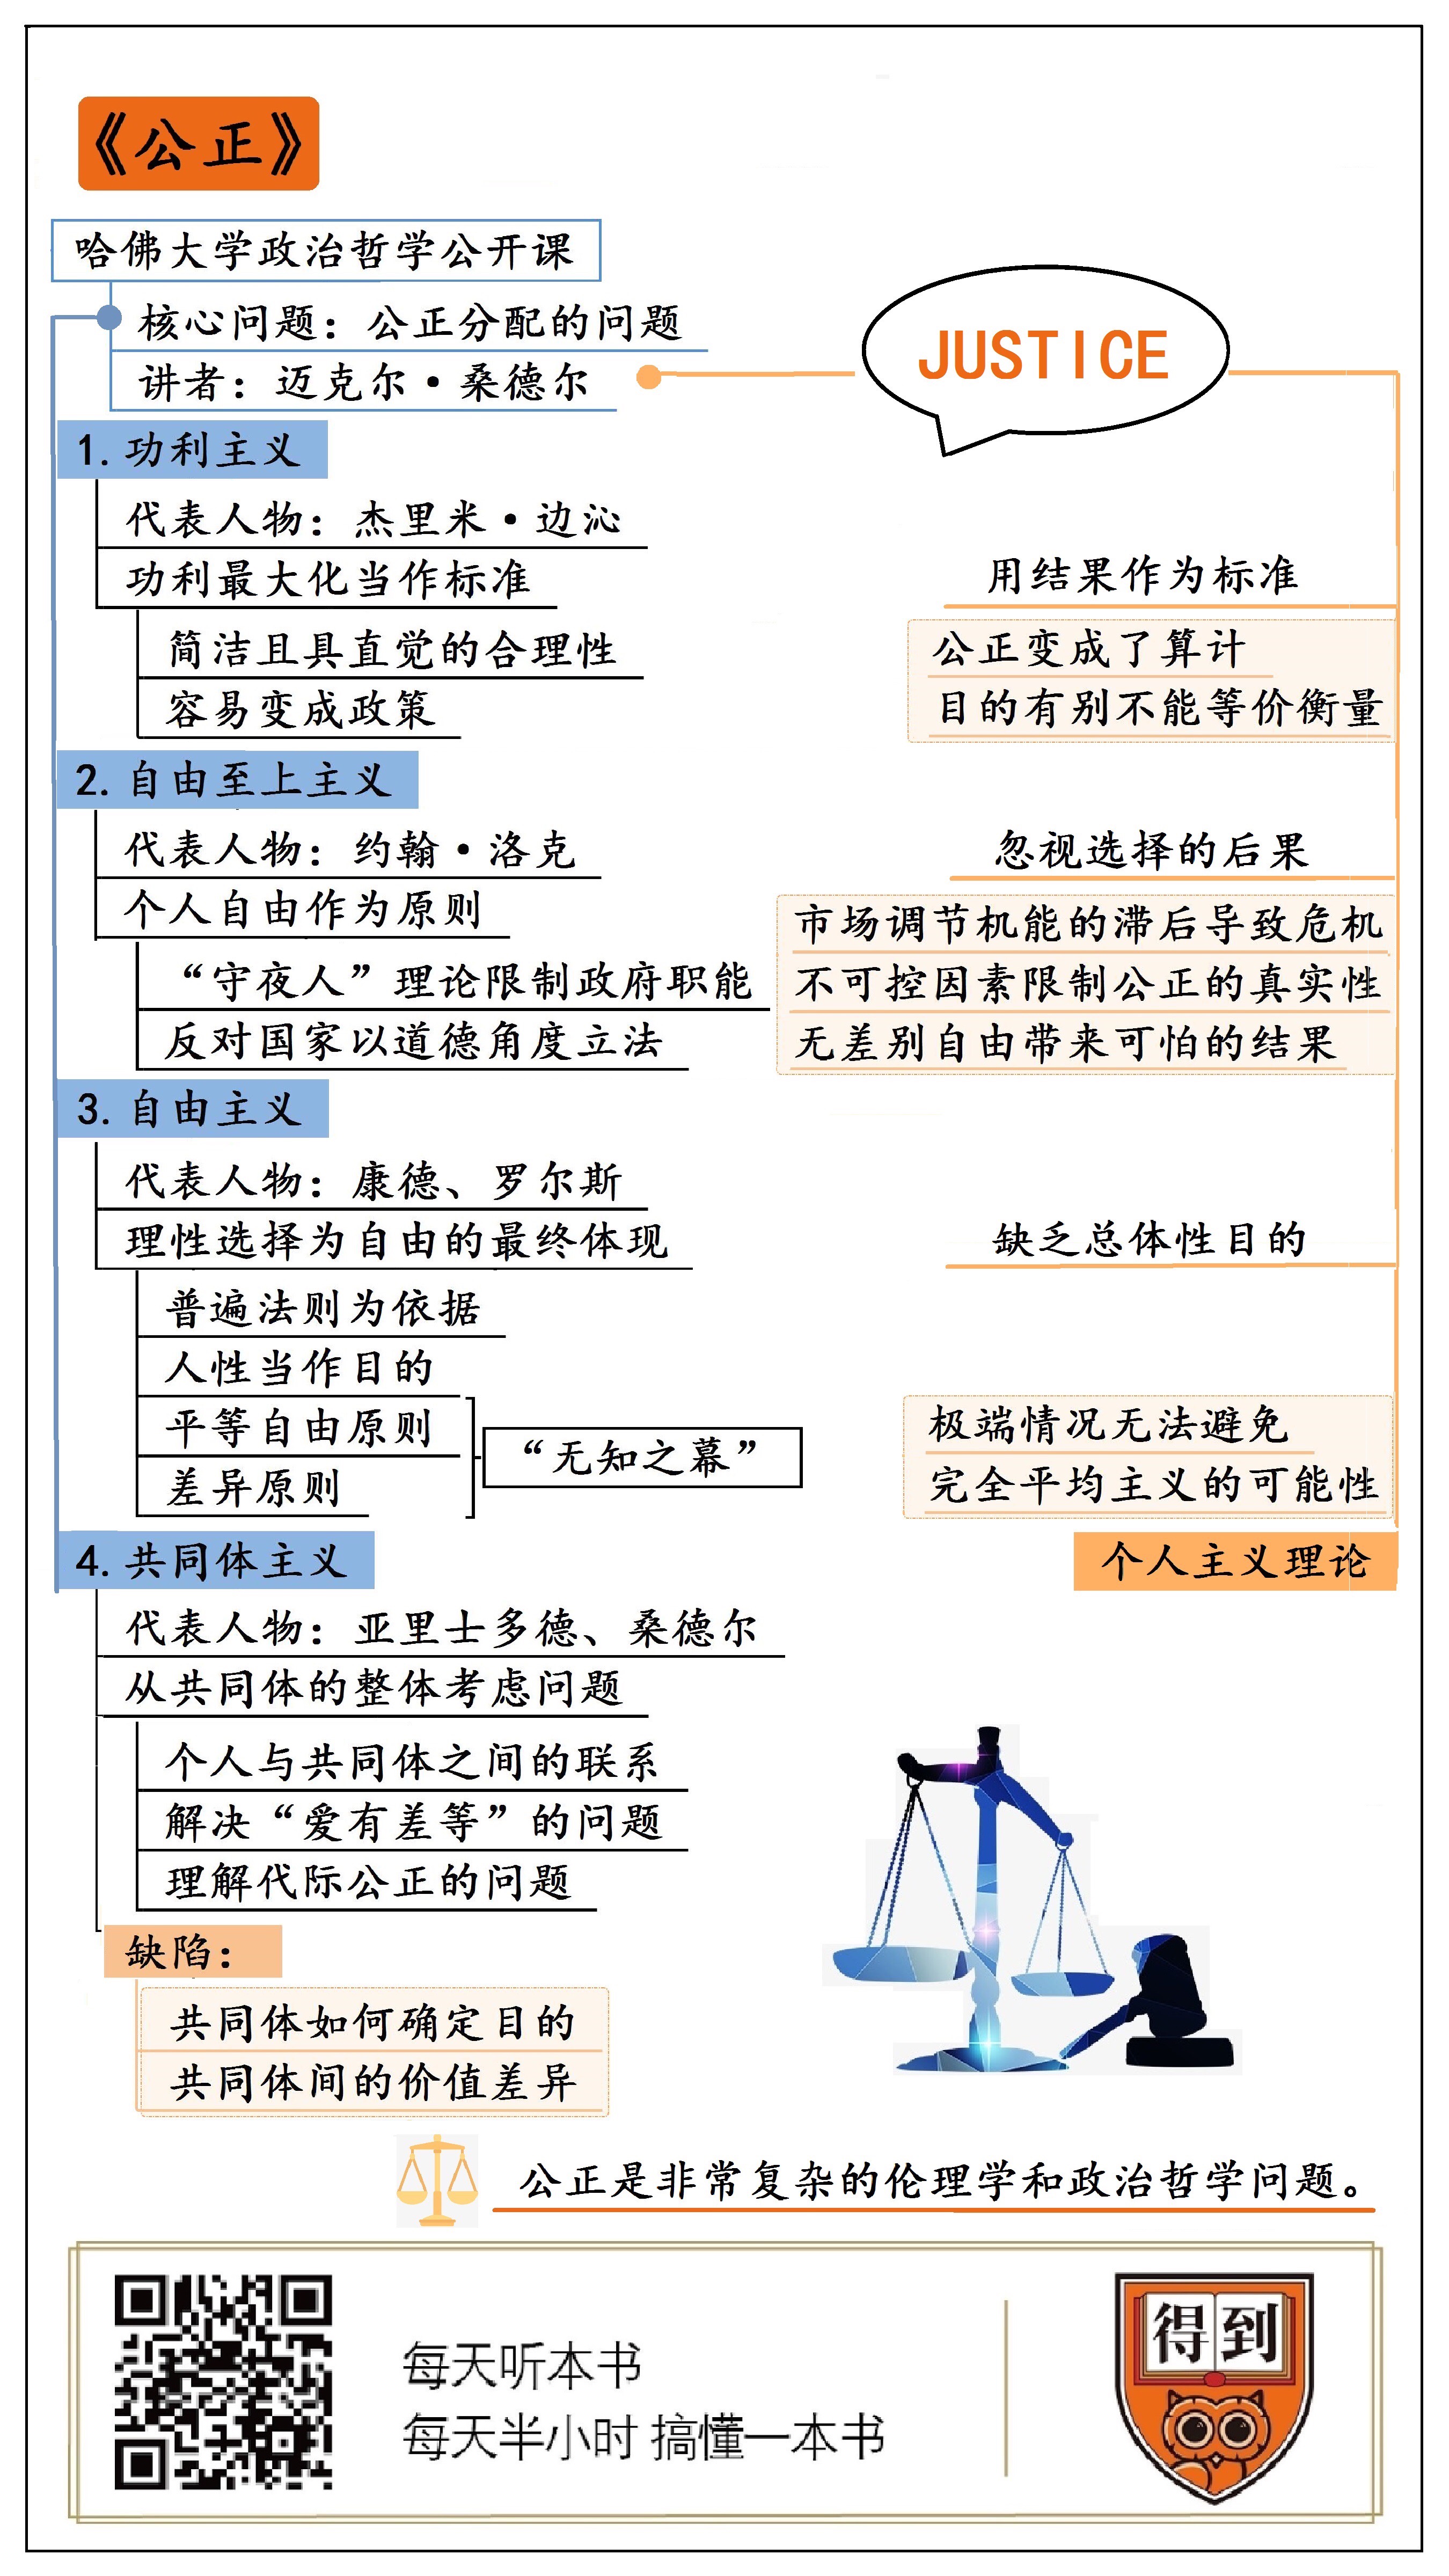 《公正》
哈佛大学政治哲学公开课
核心问题：公正分配的问题
讲者：迈克尔·桑德尔
JUSTICE
1.功利主义
代表人物：杰里米·边沁
功利最大化当作标准
简洁且具直觉的合理性
容易变成政策
用结果作为标准
公正变成了算计
目的有别不能等价衡量
2.自由至上主义
代表人物：约翰·洛克
个人自由作为原则
“守夜人”理论限制政府职能
反对国家以道德角度立法
忽视选择的后果
市场调节机能的滞后导致危机
不可控因素限制公正的真实性
无差别自由带来可怕的结果
3.自由主义
代表人物：康德、罗尔斯
理性选择为自由的最终体现
普遍法则为依据
人性当作目的
平等自由原则
差异原则
“无知之幕”
缺乏总体性目的
极端情况无法避免
完全平均主义的可能性
个人主义理论
4.共同体主义
代表人物：亚里士多德、桑德尔
从共同体的整体考虑问题
个人与共同体之间的联系
解决“爱有差等”的问题
理解代际公正的问题
缺陷：
共同体如何确定目的
共同体间的价值差异
公正是非常复杂的伦理学和政治哲学问题。
每天听本书
每天半小时 搞懂一本书
得到